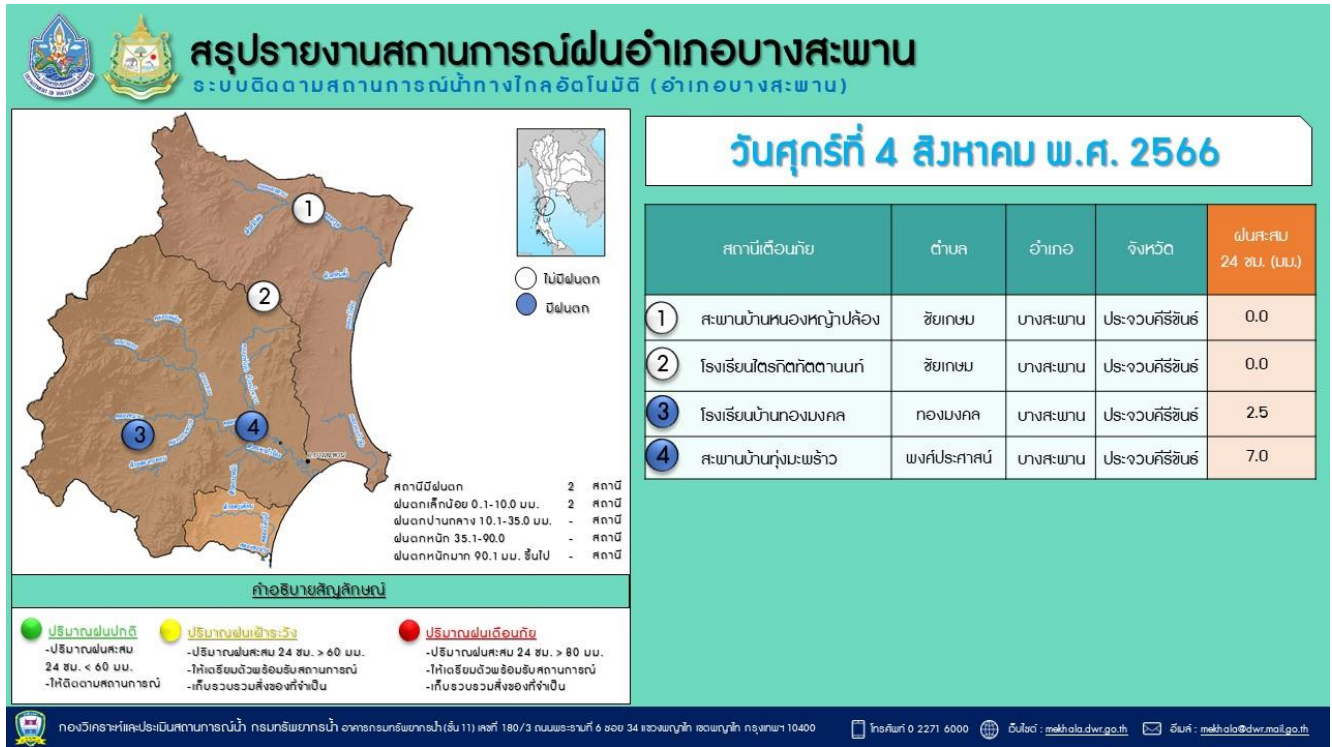 สรุปรายงานสถานการณ์ฝนอำเภอบางสะพาน
ระบบติดตามสถานการณ์น้ำทางไกลอัตโนมัติ (อำเภอบางสะพาน)
วันศุกร์ที่ 4 สิงหาคม พ.ศ. 2566
1
2
3
4
ไม่มีฝนตก
มีฝนตก
สถานีมีฝนตก 2 สถานี
ฝนตกเล็กน้อย 0.1-10.0 มม. 2 สถานี
ฝนตกปานกลาง 10.1-35.0 มม. - สถานี
ฝนตกหนัก 35.1-90.0 - สถานี
ฝนตกหนักมาก 90.1 มม. ขึ้นไป - สถานี
คำอธิบายสัญลักษณ์
ปริมาณฝนปกติ
-ปริมาณฝนสะสม
24 ชม. < 60 มม.
-ให้ติดตามสถานการณ์
ปริมาณฝนเฝ้าระวัง
-ปริมาณฝนสะสม 24 ชม. > 60 มม.
-ให้เตรียมตัวพร้อมรับสถานการณ์
-เก็บรวบรวมสิ่งของที่จำเป็น
ปริมาณฝนเตือนภัย
-ปริมาณฝนสะสม 24 ชม. > 80 มม.
-ให้เตรียมตัวพร้อมรับสถานการณ์
-เก็บรวบรวมสิ่งของที่จำเป็น
สถานีเตือนภัย ตำบล อำเภอ จังหวัด ฝนสะสม
24 ชม. (มม.)
1 สะพานบ้านหนองหญ้าปล้อง ชัยเกษม บางสะพาน ประจวบคีรีขันธ์ 0.0
2 โรงเรียนไตรกิตทัตตานนท์ ชัยเกษม บางสะพาน ประจวบคีรีขันธ์ 0.0
3 โรงเรียนบ้านทองมงคล ทองมงคล บางสะพาน ประจวบคีรีขันธ์ 2.5
4 สะพานบ้านทุ่งมะพร้าว พงศ์ประศาสน์ บางสะพาน ประจวบคีรีขันธ์ 7.0
กองวิเคราะห์และประเมินสถานการณ์น้ำ กรมทรัพยากรน้ำ อาคารกรมทรัพยากรน้ำ (ชั้น 11) เลขที่ 180/3 ถนนพระรามที่ 6 ซอย 34 แขวงพญาไท เขตพญาไท กรุงเทพฯ 10400 โทรศัพท์ 0 2271 6000 เว็บไซต์ : mekhala.dwr.go.th อีเมล์ : mekhala@dwr.mail.go.th